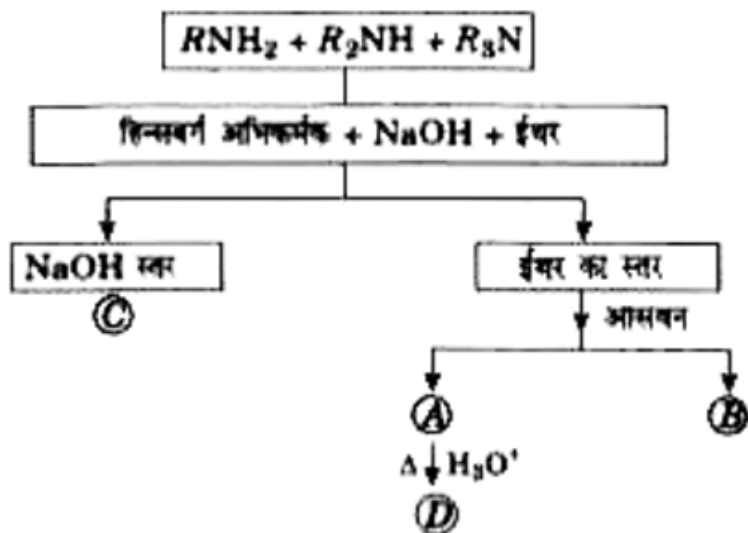 RNH₂ + R₂NH + R₃N
हिन्सबर्ग अभिकर्मक + NaOH + ईथर
NaOH स्तर
ईथर का स्तर
C
आसवन
A
B
Δ H₃O⁺
D